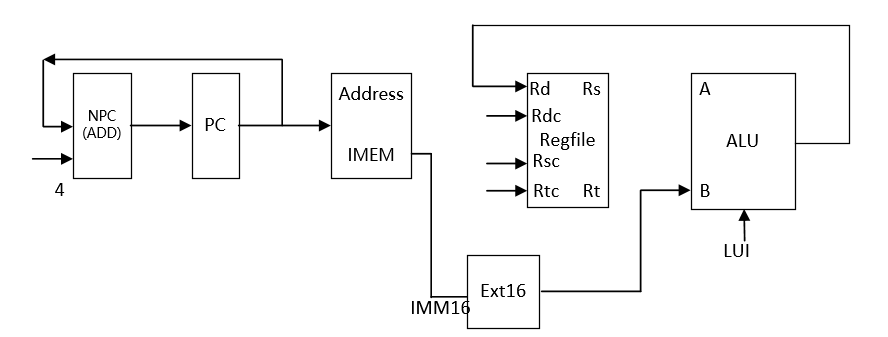 NPC
(ADD)
4
PC
Address
IMEM
Rd
Rs
Rdc
Regfile
Rsc
Rtc
Rt
A
ALU
B
LUI
IMM16
Ext16